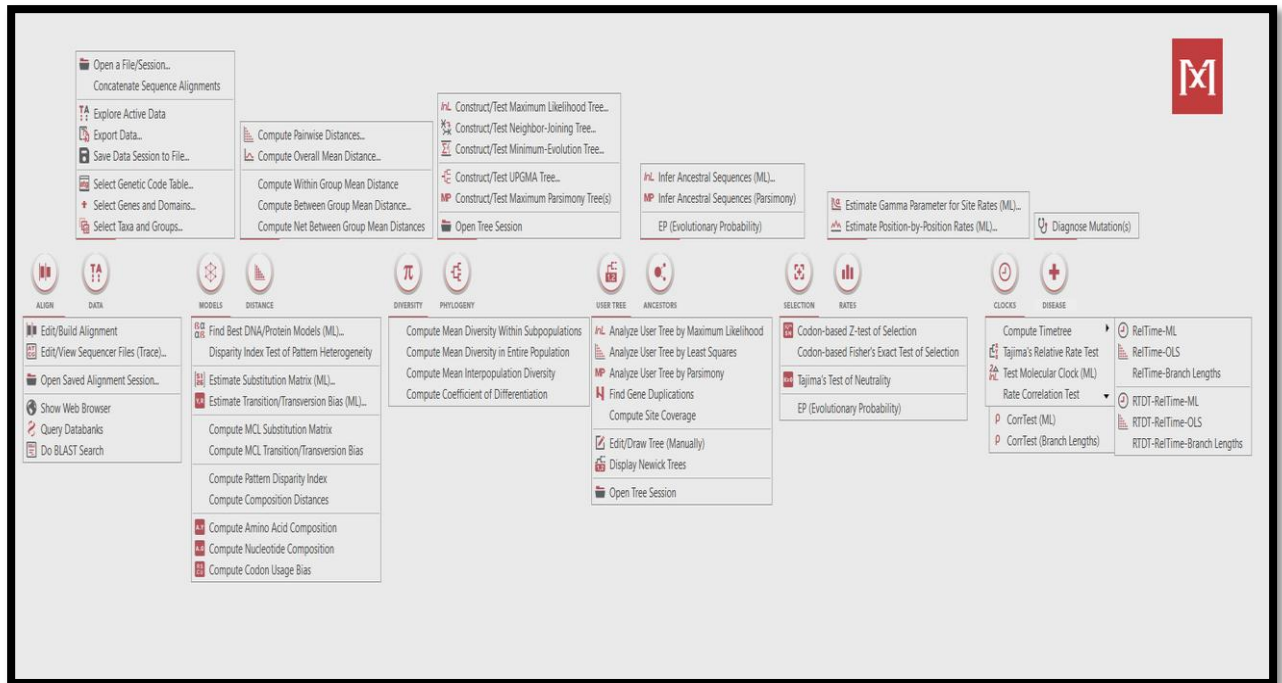 Open a File/Session...
Concatenate Sequence Alignments
Explore Active Data
Export Data...
Save Data Session to File...
Select Genetic Code Table...
Select Genes and Domains...
Select Taxa and Groups...
Compute Pairwise Distances...
Compute Overall Mean Distance...
Compute Within Group Mean Distance
Compute Between Group Mean Distance...
Compute Net Between Group Mean Distances
Construct/Test Maximum Likelihood Tree...
Construct/Test Neighbor-Joining Tree...
Construct/Test Minimum-Evolution Tree...
Construct/Test UPGMA Tree...
MP Construct/Test Maximum Parsimony Tree(s)
Open Tree Session
Infer Ancestral Sequences (ML)...
MP Infer Ancestral Sequences (Parsimony)
EP (Evolutionary Probability)
Estimate Gamma Parameter for Site Rates (ML)...
Estimate Position-by-Position Rates (ML)...
Diagnose Mutation(s)
ALIGN
DATA
MODELS
DISTANCE
DIVERSITY
PHYLOGENY
USER TREE
ANCESTORS
SELECTION
RATES
CLOCKS
DISEASE
Edit/Build Alignment
Edit/View Sequencer Files (Trace)...
Open Saved Alignment Session...
Show Web Browser
Query Databanks
Do BLAST Search
Find Best DNA/Protein Models (ML)...
Disparity Index Test of Pattern Heterogeneity
Estimate Substitution Matrix (ML)...
Estimate Transition/Transversion Bias (ML)...
Compute MCL Substitution Matrix
Compute MCL Transition/Transversion Bias
Compute Pattern Disparity Index
Compute Composition Distances
Compute Amino Acid Composition
Compute Nucleotide Composition
Compute Codon Usage Bias
Compute Mean Diversity Within Subpopulations
Compute Mean Diversity in Entire Population
Compute Mean Interpopulation Diversity
Compute Coefficient of Differentiation
Analyze User Tree by Maximum Likelihood
Analyze User Tree by Least Squares
MP Analyze User Tree by Parsimony
Find Gene Duplications
Compute Site Coverage
Edit/Draw Tree (Manually)
Display Newick Trees
Open Tree Session
Codon-based Z-test of Selection
Codon-based Fisher's Exact Test of Selection
Tajima's Test of Neutrality
EP (Evolutionary Probability)
Compute Timetree
Tajima's Relative Rate Test
Test Molecular Clock (ML)
Rate Correlation Test
ρ CorrTest (ML)
ρ CorrTest (Branch Lengths)
RelTime-ML
RelTime-OLS
RelTime-Branch Lengths
RTDT-RelTime-ML
RTDT-RelTime-OLS
RTDT-RelTime-Branch Lengths